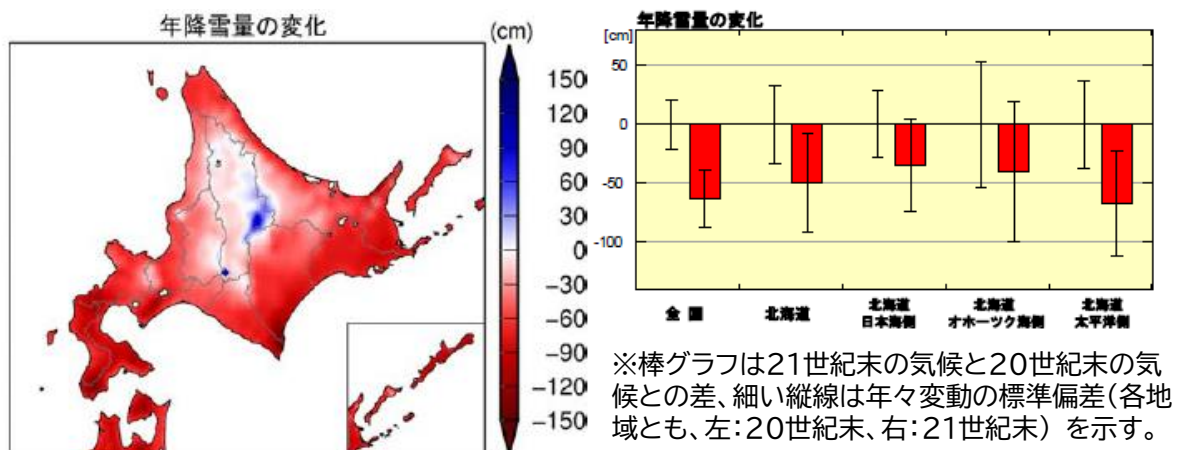 年降雪量の変化
(cm)
150
120
90
60
30
0
−30
−60
−90
−120
−150
年降雪量の変化
[cm]
50
0
-50
-100
全国
北海道
北海道
日本海側
北海道
オホーツク海側
北海道
太平洋側
※棒グラフは21世紀末の気候と20世紀末の気
候との差、細い縦線は年々変動の標準偏差(各地
域とも、左:20世紀末、右:21世紀末) を示す。